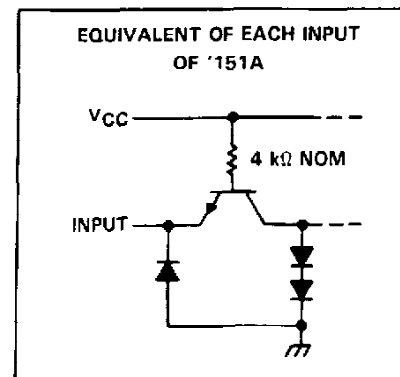 EQUIVALENT OF EACH INPUT
OF '151A
VCC
4 kΩ NOM
INPUT